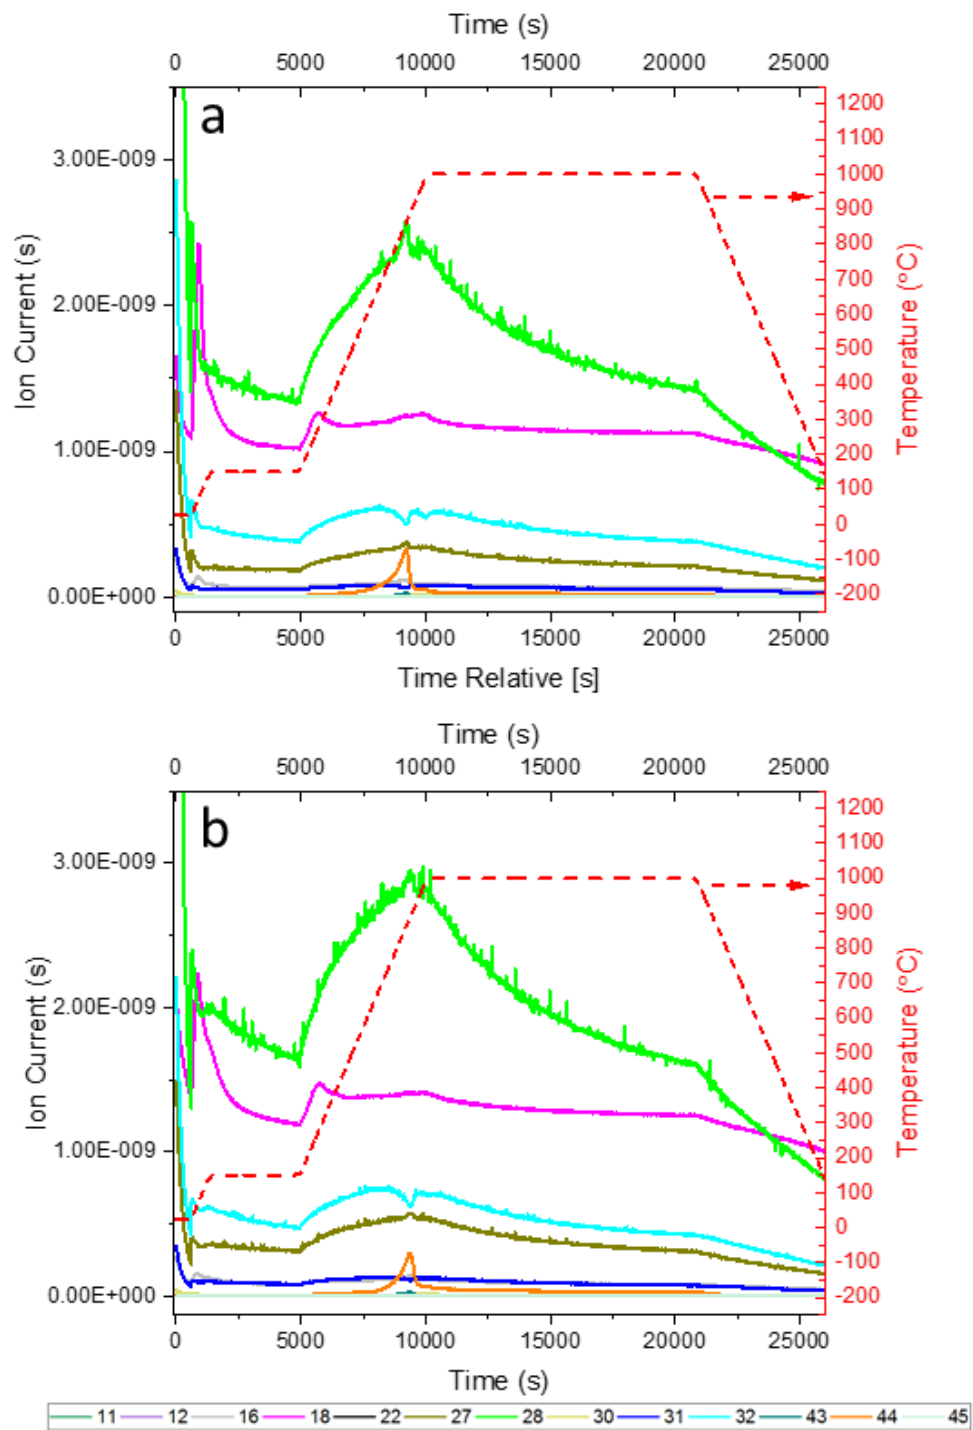 Time (s)
0 5000 10000 15000 20000 25000
a
3.00E-009
2.00E-009
1.00E-009
0.00E+000
Ion Current (s)
1200
1100
1000
900
800
700
600
500
400
300
200
100
0
-100
-200
Temperature (°C)
0 5000 10000 15000 20000 25000
Time Relative [s]
Time (s)
0 5000 10000 15000 20000 25000
b
3.00E-009
2.00E-009
1.00E-009
0.00E+000
Ion Current (s)
1200
1100
1000
900
800
700
600
500
400
300
200
100
0
-100
-200
Temperature (°C)
0 5000 10000 15000 20000 25000
Time (s)
11 12 16 18 22 27 28 30 31 32 43 44 45